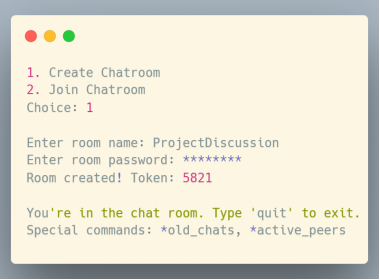 1. Create Chatroom
2. Join Chatroom
Choice: 1
Enter room name: ProjectDiscussion
Enter room password: ********
Room created! Token: 5821
You're in the chat room. Type 'quit' to exit.
Special commands: *old_chats, *active_peers